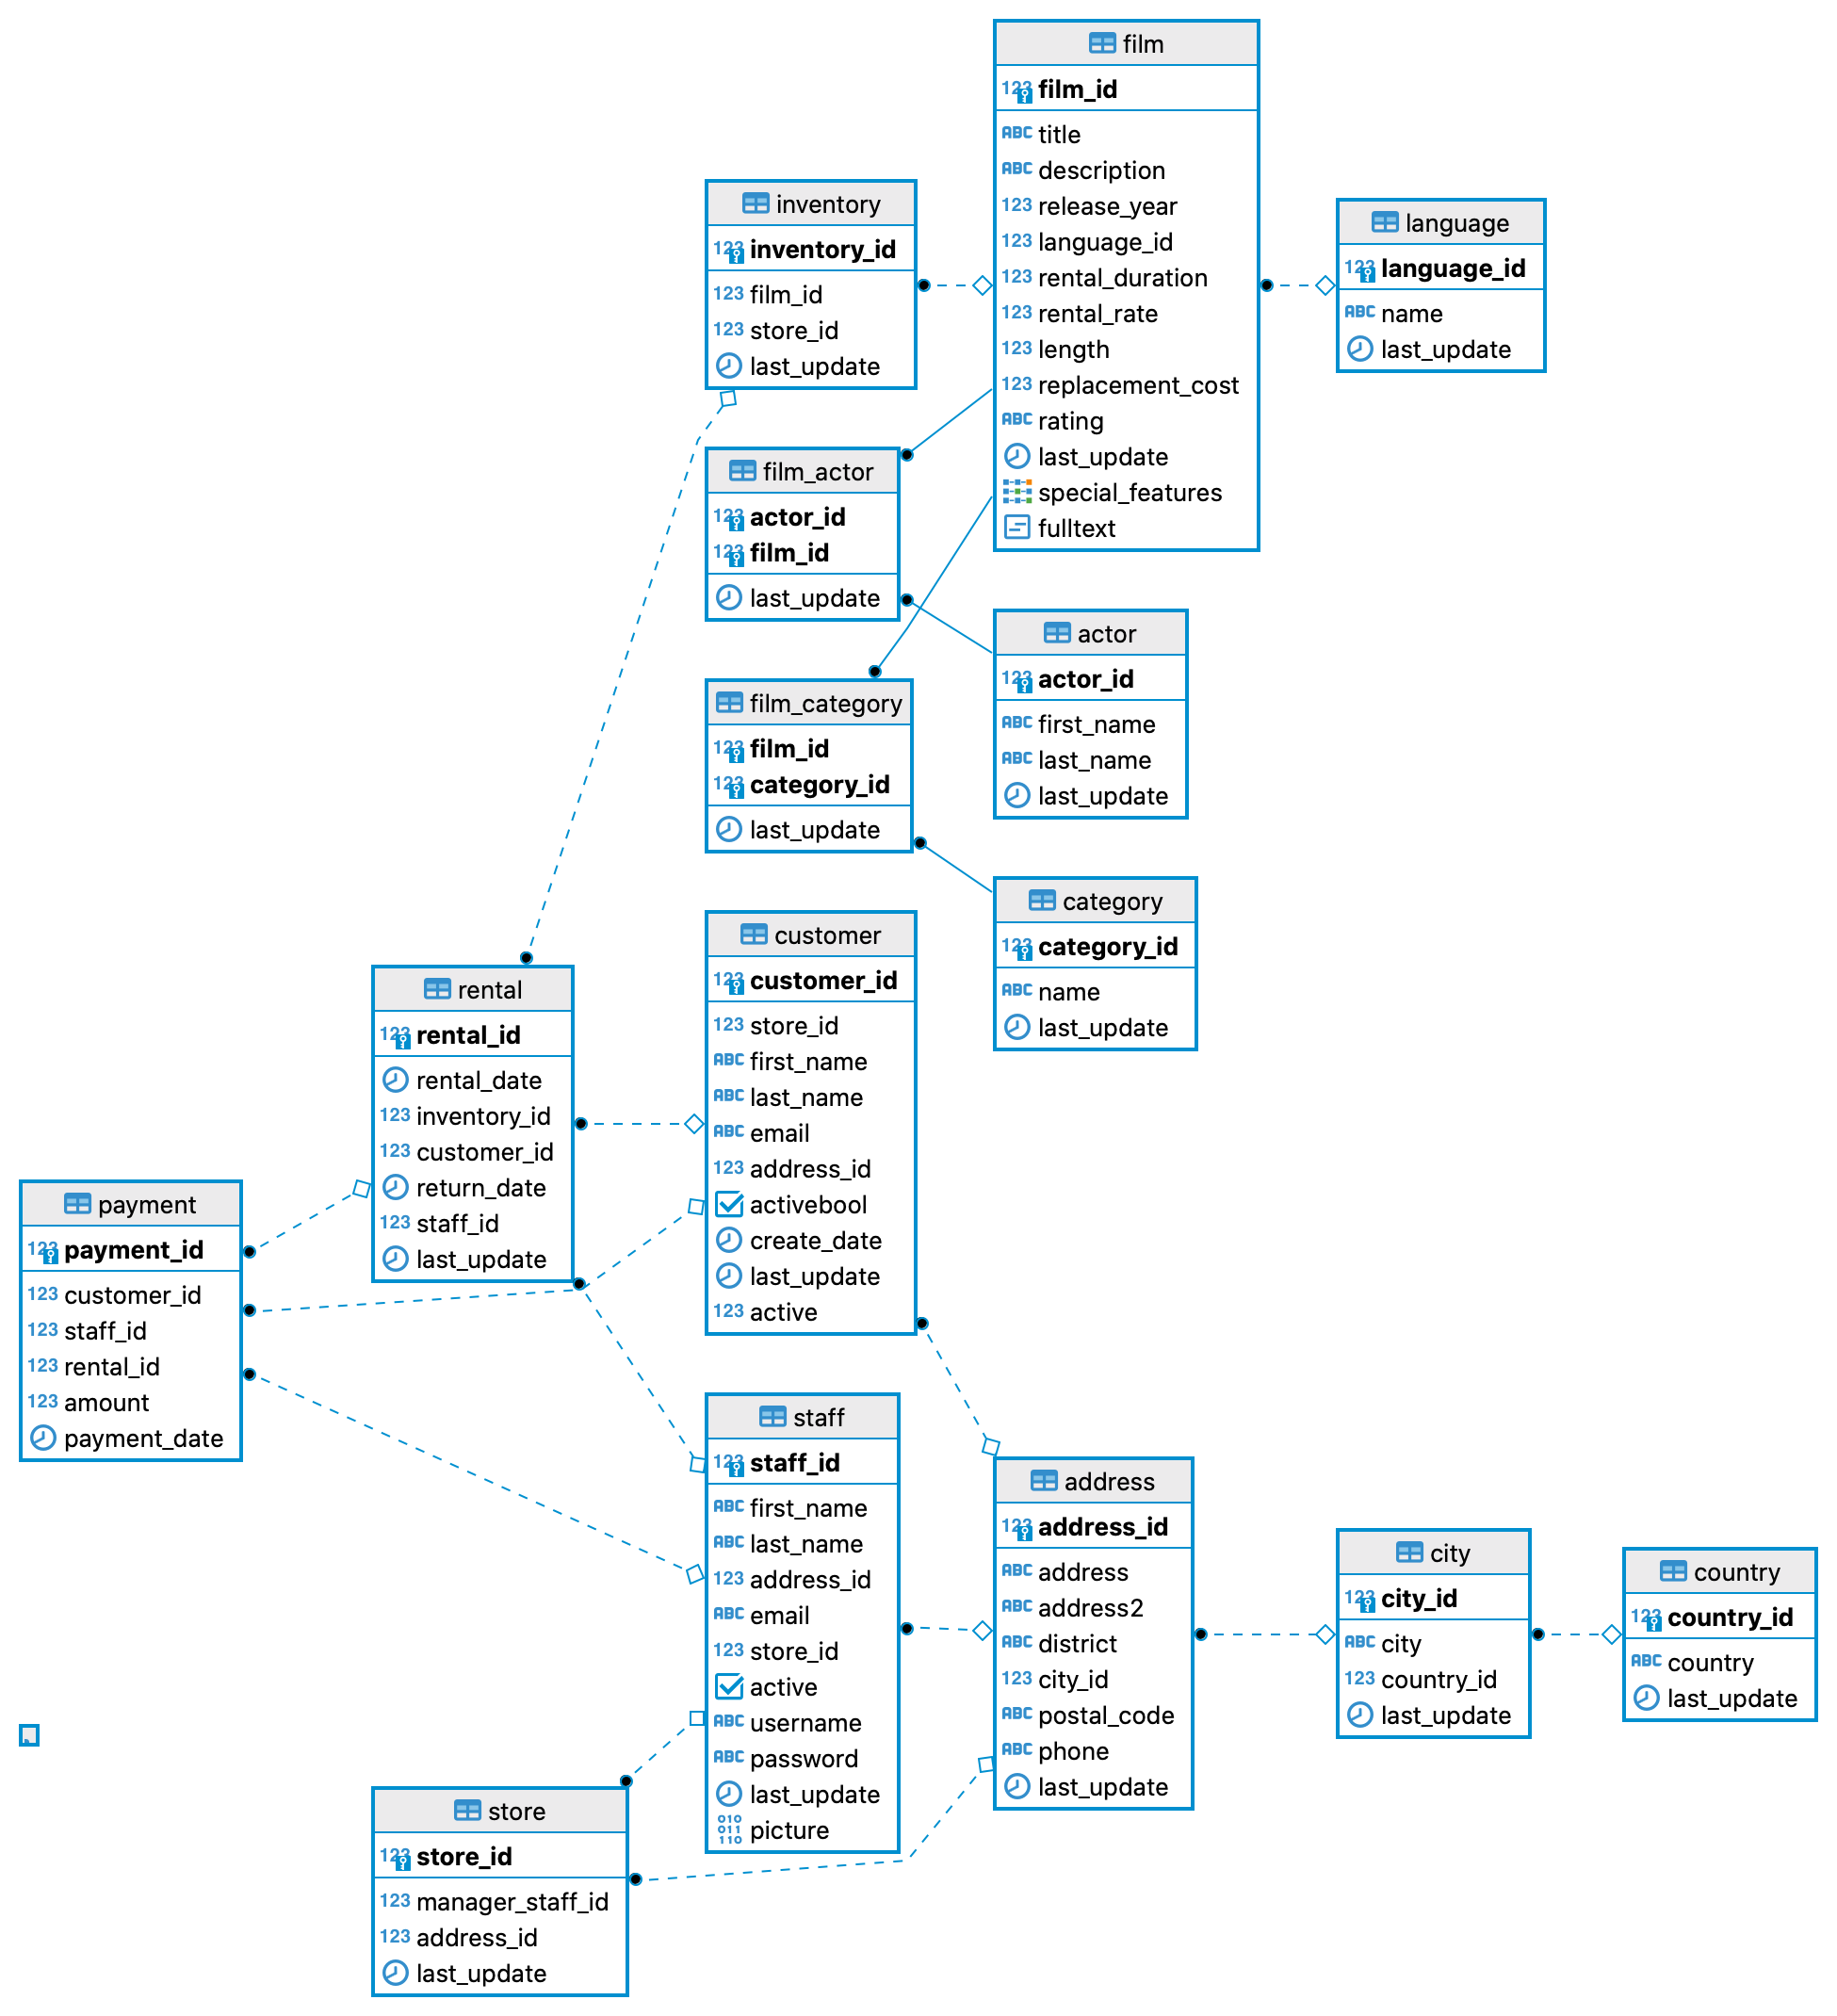 film
film_id
title
description
release_year
language_id
rental_duration
rental_rate
length
replacement_cost
rating
last_update
special_features
fulltext
inventory
inventory_id
film_id
store_id
last_update
language
language_id
name
last_update
film_actor
actor_id
film_id
last_update
actor
actor_id
first_name
last_name
last_update
film_category
film_id
category_id
last_update
category
category_id
name
last_update
customer
customer_id
store_id
first_name
last_name
email
address_id
activebool
create_date
last_update
active
rental
rental_id
rental_date
inventory_id
customer_id
return_date
staff_id
last_update
payment
payment_id
customer_id
staff_id
rental_id
amount
payment_date
staff
staff_id
first_name
last_name
address_id
email
store_id
active
username
password
last_update
picture
address
address_id
address
address2
district
city_id
postal_code
phone
last_update
city
city_id
city
country_id
last_update
country
country_id
country
last_update
store
store_id
manager_staff_id
address_id
last_update